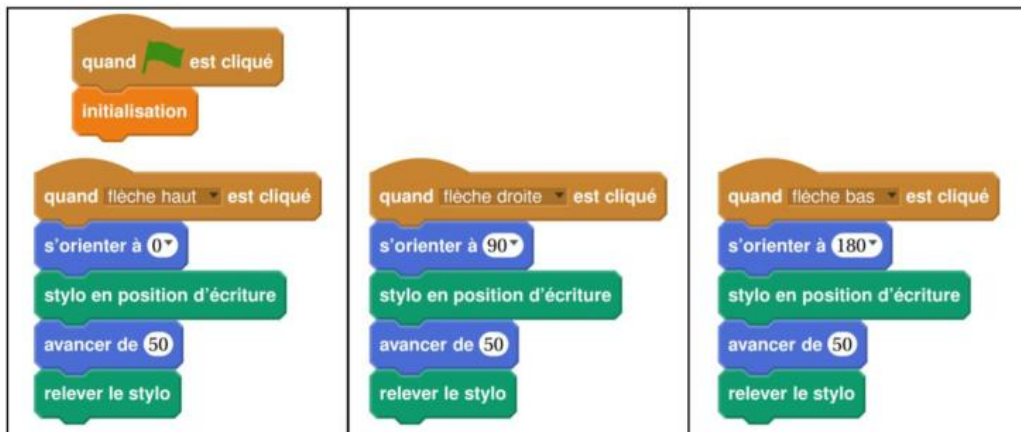 quand est cliqué
initialisation
quand flèche haut est cliqué
s'orienter à 0
stylo en position d'écriture
avancer de 50
relever le stylo
quand flèche droite est cliqué
s'orienter à 90
stylo en position d'écriture
avancer de 50
relever le stylo
quand flèche bas est cliqué
s'orienter à 180
stylo en position d'écriture
avancer de 50
relever le stylo